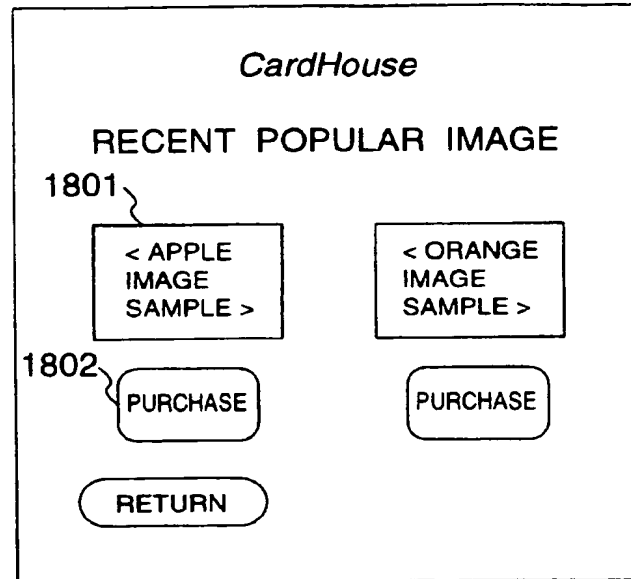 CardHouse
RECENT POPULAR IMAGE
1801
< APPLE
IMAGE
SAMPLE >
< ORANGE
IMAGE
SAMPLE >
1802
PURCHASE
PURCHASE
RETURN